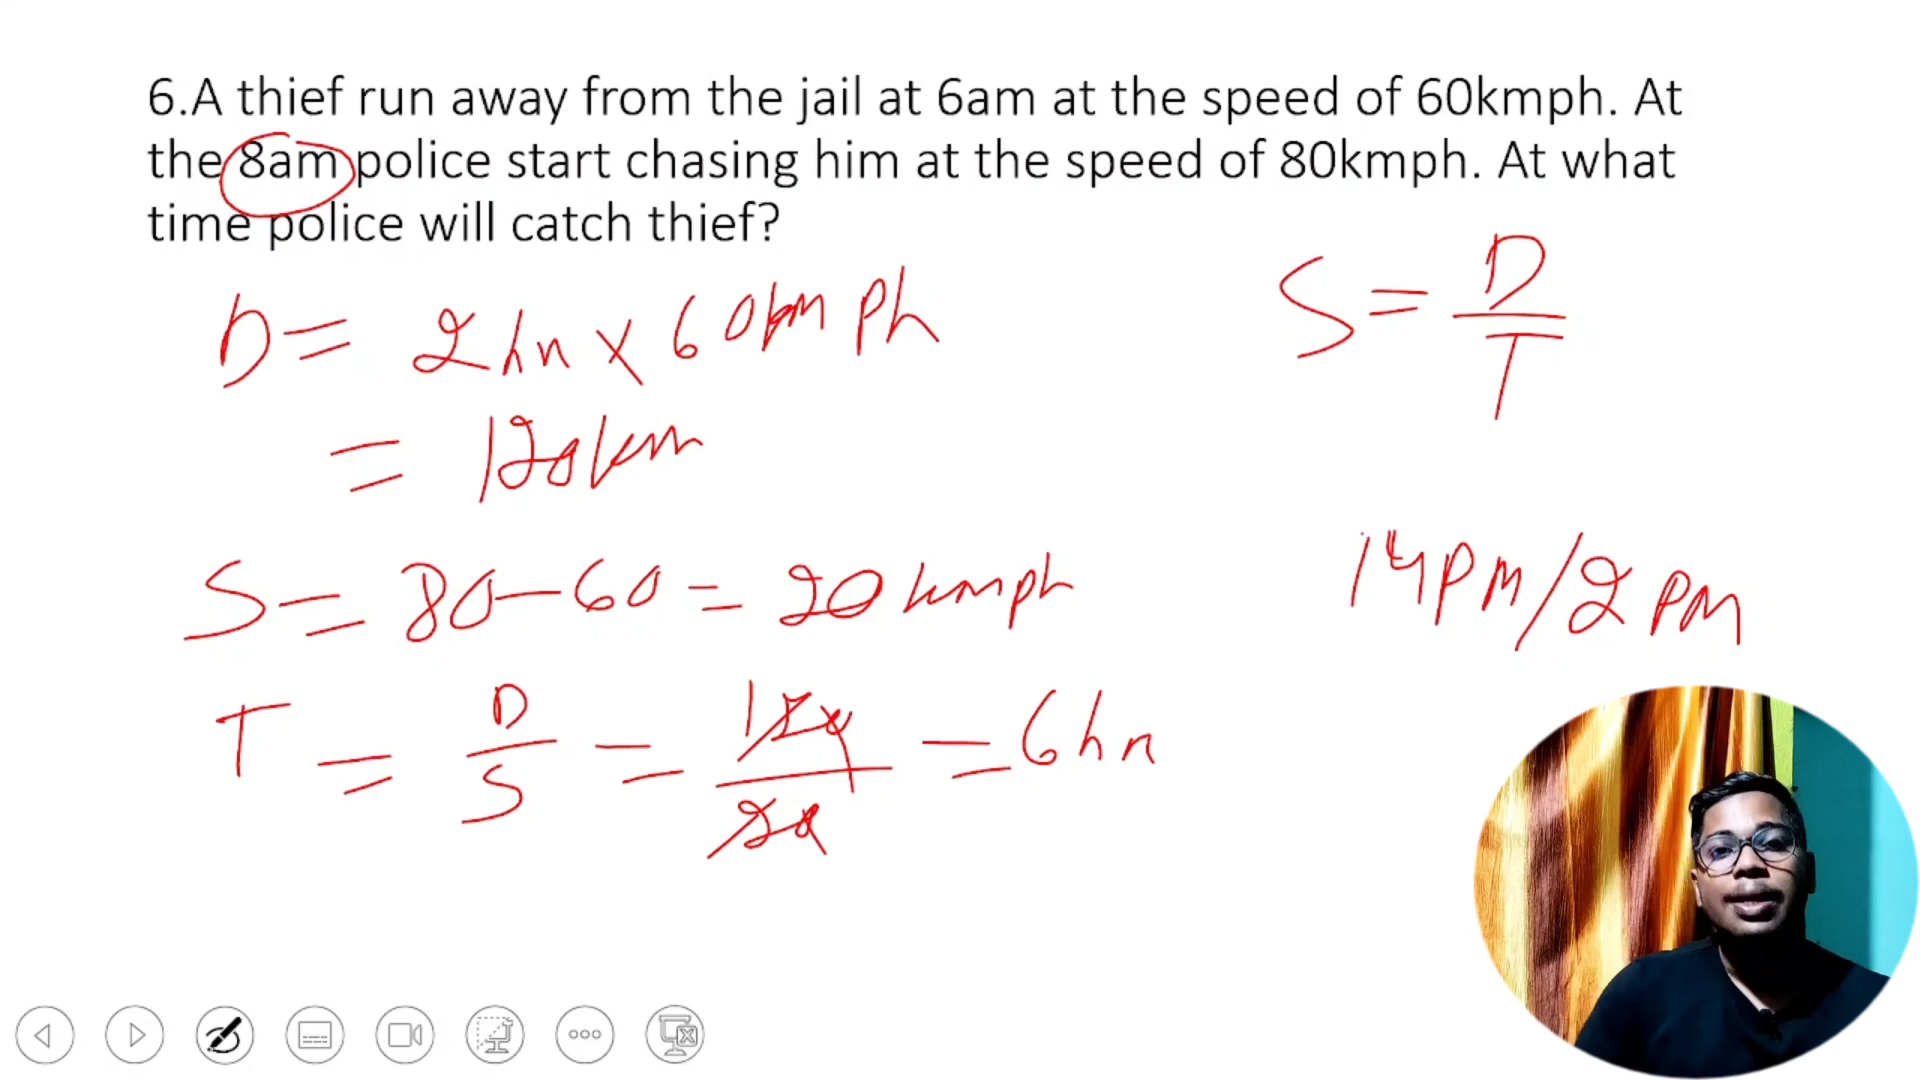 6.A thief run away from the jail at 6am at the speed of 60kmph. At
the 8am police start chasing him at the speed of 80kmph. At what
time police will catch thief?
D = 2hr x 60km ph
= 120km
S = D/T
S = 80-60 = 20 kmph
14PM/2PM
T = D/S = 120/20 = 6hr